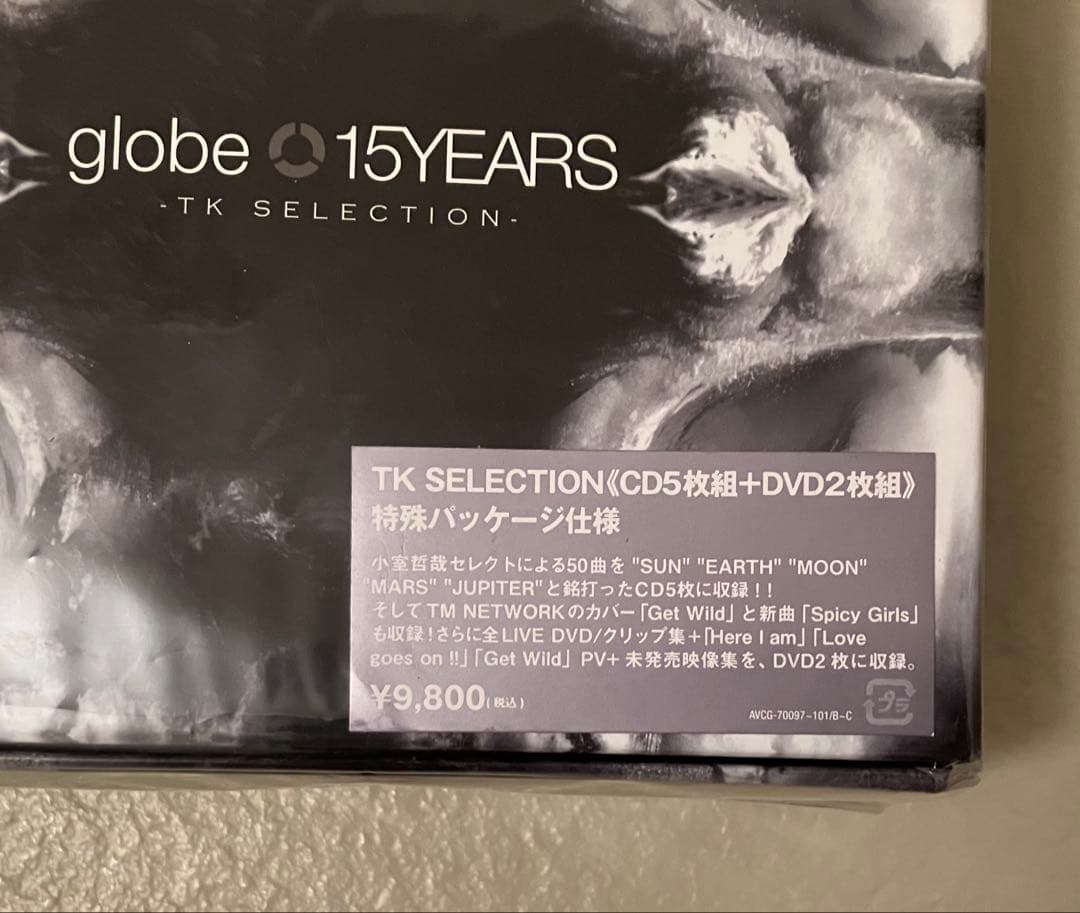 globe 15YEARS
-TK SELECTION-
TK SELECTION《CD5枚組+DVD2枚組》
特殊パッケージ仕様
小室哲哉セレクトによる50曲を "SUN" "EARTH" "MOON"
"MARS" "JUPITER"と銘打ったCD5枚に収録！！
そしてTM NETWORKのカバー「Get Wild」と新曲「Spicy Girls」
も収録！さらに全LIVE DVD/クリップ集+「Here I am」「Love
goes on !!」「Get Wild」PV+未発売映像集を、DVD2枚に収録。
¥9,800(税込)
AVCG-70097~101/B~C
プラ